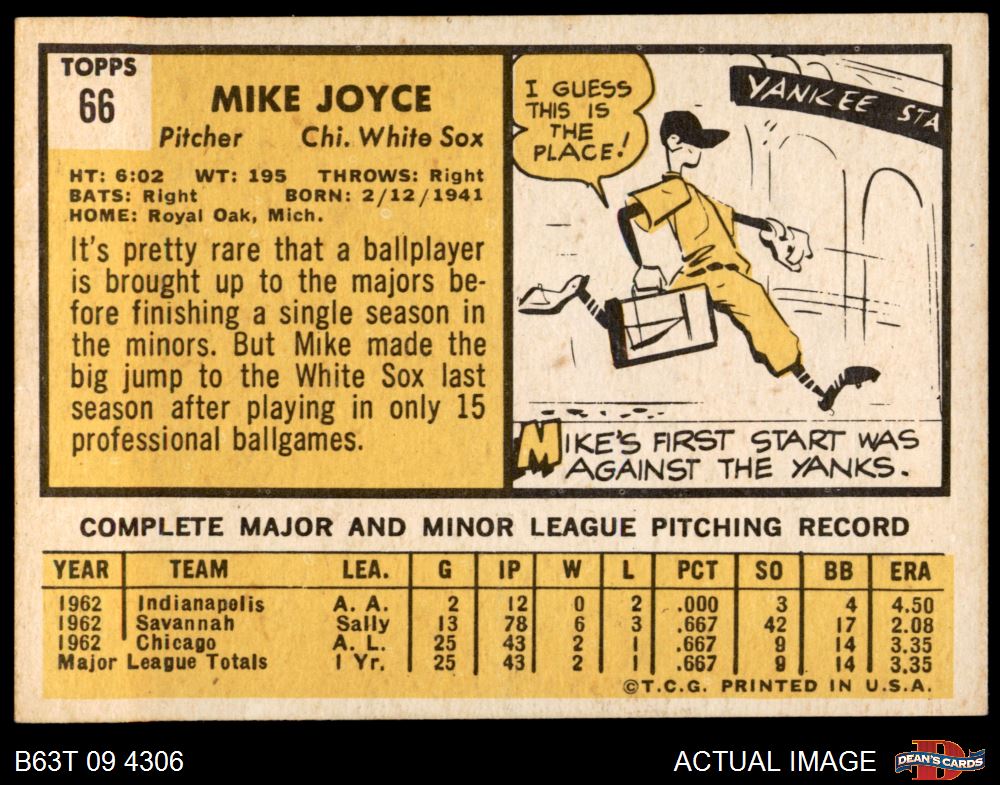 TOPPS
66
MIKE JOYCE
Pitcher Chi. White Sox
HT: 6:02 WT: 195 THROWS: Right
BATS: Right BORN: 2/12/1941
HOME: Royal Oak, Mich.
It's pretty rare that a ballplayer
is brought up to the majors be-
fore finishing a single season in
the minors. But Mike made the
big jump to the White Sox last
season after playing in only 15
professional ballgames.
I GUESS
THIS IS
THE
PLACE!
YANKEE STA
MIKE'S FIRST START WAS
AGAINST THE YANKS.
COMPLETE MAJOR AND MINOR LEAGUE PITCHING RECORD
YEAR TEAM LEA. G IP W L PCT SO BB ERA
1962 Indianapolis A. A. 2 12 0 2 .000 3 4 4.50
1962 Savannah Sally 13 78 6 3 .667 42 17 2.08
1962 Chicago A. L. 25 43 2 1 .667 9 14 3.35
Major League Totals 1 Yr. 25 43 2 1 .667 9 14 3.35
©T.C.G. PRINTED IN U.S.A.
B63T 09 4306 ACTUAL IMAGE
D
DEAN'S CARDS